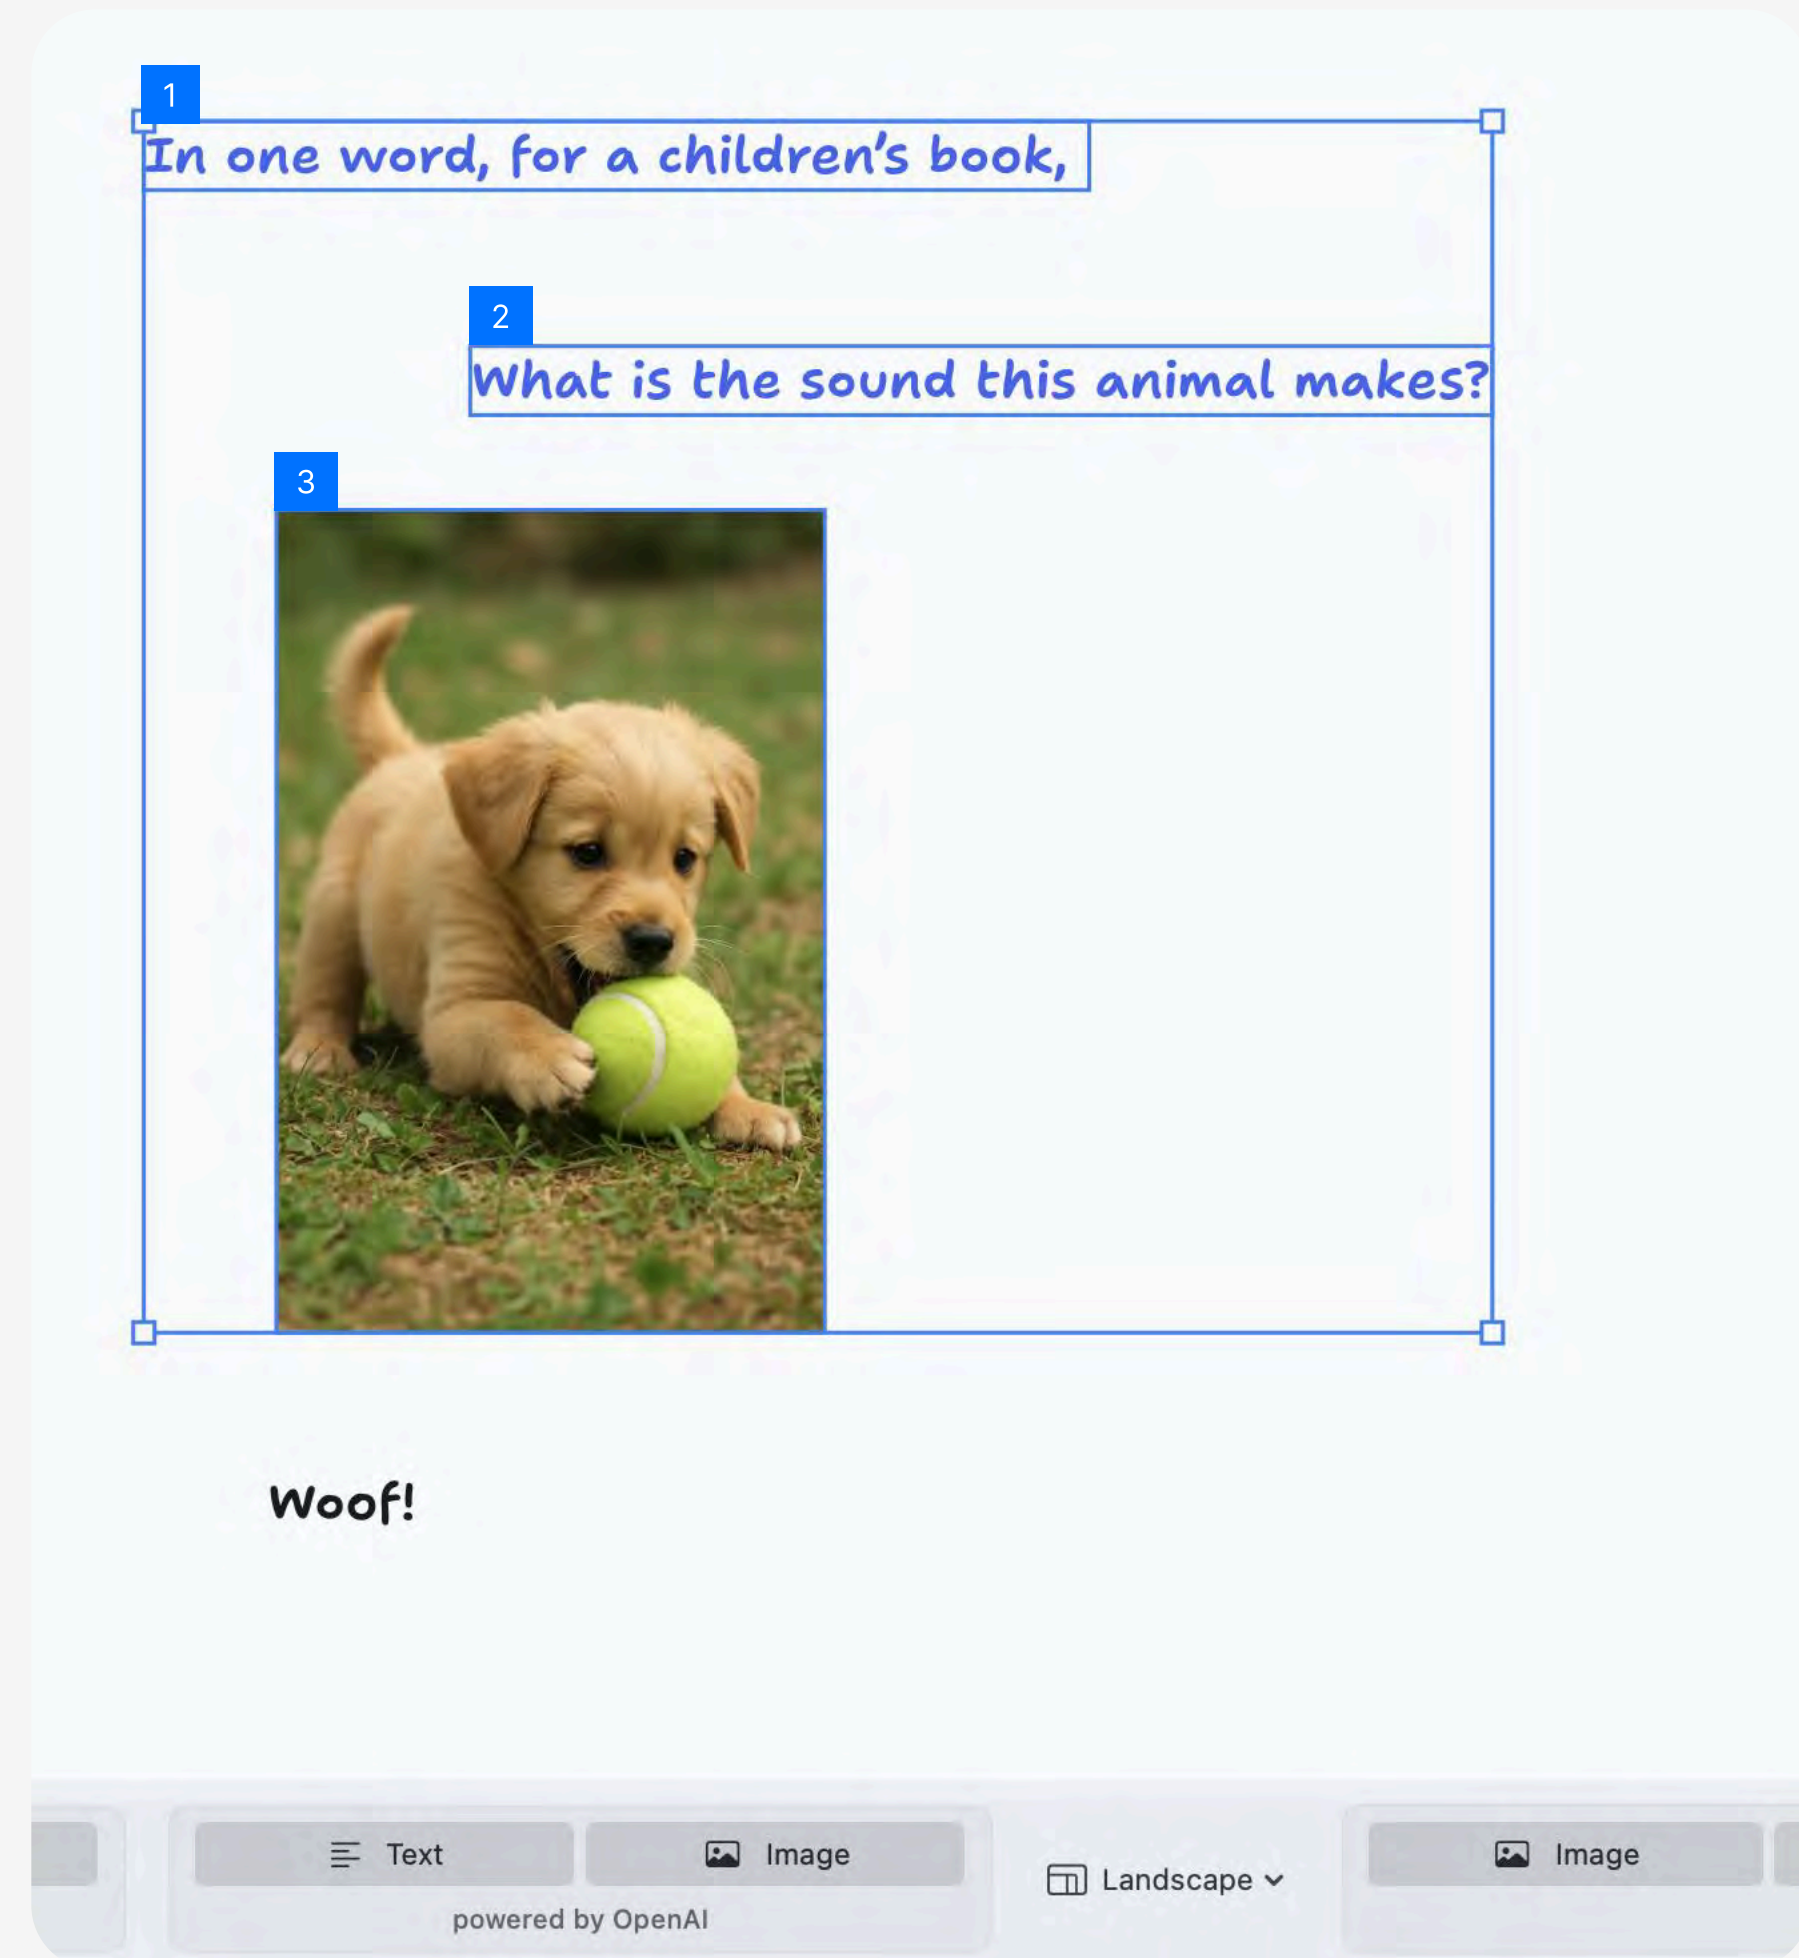 1
In one word, for a children's book,
2
What is the sound this animal makes?
3
Woof!
Text
Image
Landscape
Image
powered by OpenAI